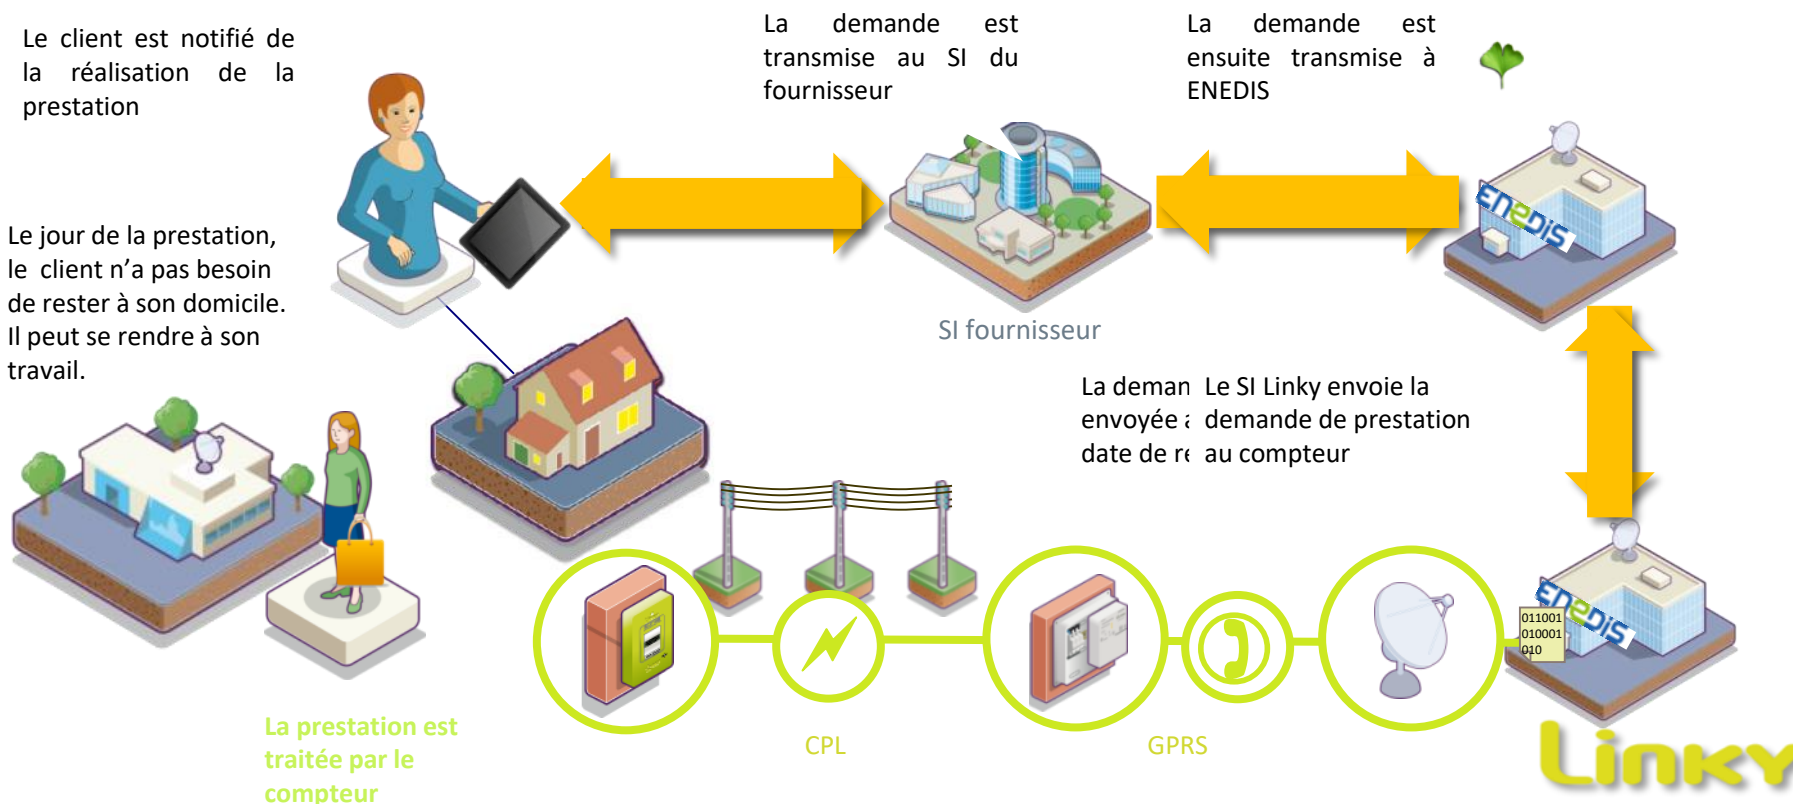 Le client est notifié de
la réalisation de la
prestation
La demande est
transmise au SI du
fournisseur
La demande est
ensuite transmise à
ENEDIS
ENEDIS
Le jour de la prestation,
le client n’a pas besoin
de rester à son domicile.
Il peut se rendre à son
travail.
SI fournisseur
La
envoyée
date de
Le SI Linky envoie la
demande de prestation
au compteur
ENEDIS
011001
010001
010
La prestation est
traitée par le
compteur
CPL
GPRS
Linky